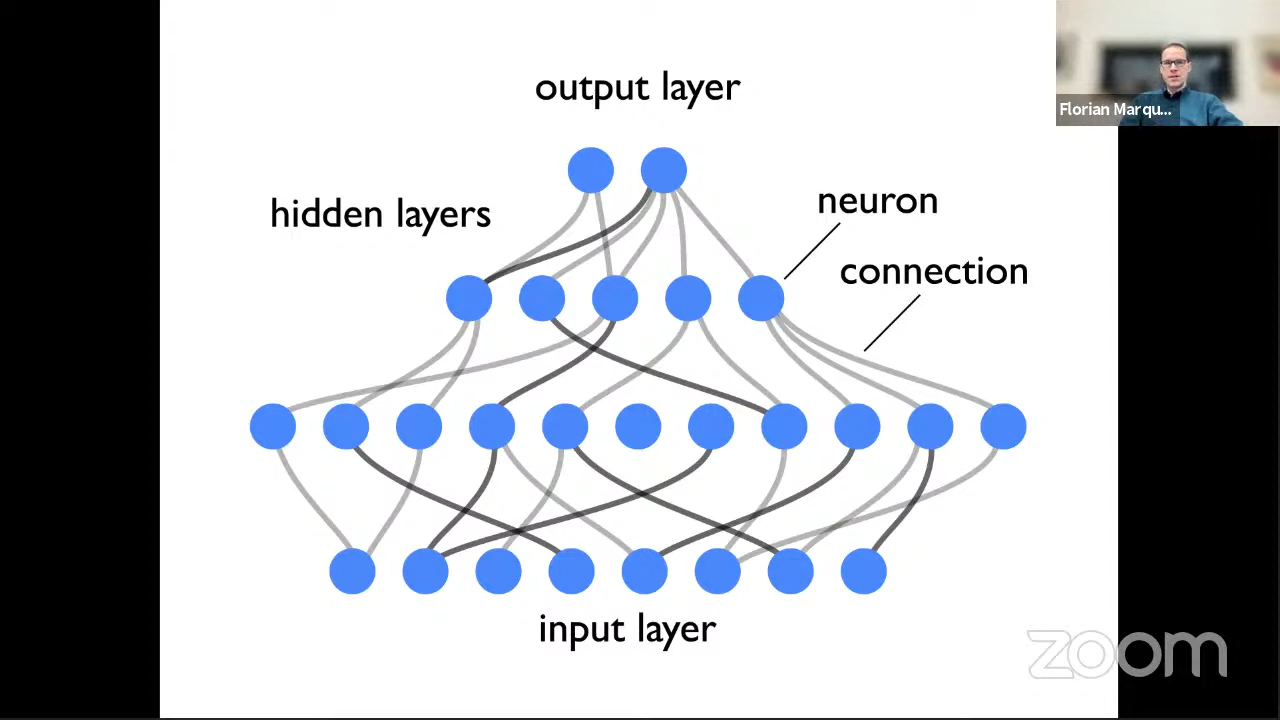 output layer
Florian Marqu...
hidden layers
neuron
connection
input layer
zoom